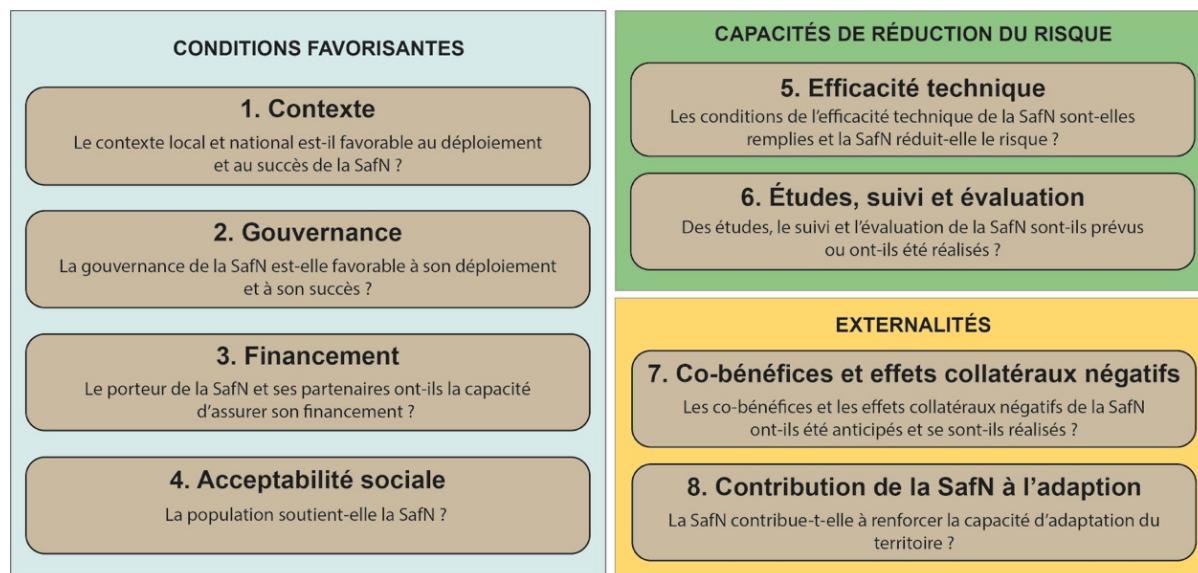 CONDITIONS FAVORISANTES
1. Contexte
Le contexte local et national est-il favorable au déploiement
et au succès de la SafN ?
2. Gouvernance
La gouvernance de la SafN est-elle favorable à son déploiement
et à son succès ?
3. Financement
Le porteur de la SafN et ses partenaires ont-ils la capacité
d’assurer son financement ?
4. Acceptabilité sociale
La population soutient-elle la SafN ?
CAPACITÉS DE RÉDUCTION DU RISQUE
5. Efficacité technique
Les conditions de l’efficacité technique de la SafN sont-elles
remplies et la SafN réduit-elle le risque ?
6. Études, suivi et évaluation
Des études, le suivi et l’évaluation de la SafN sont-ils prévus
ou ont-ils été réalisés ?
EXTERNALITÉS
7. Co-bénéfices et effets collatéraux négatifs
Les co-bénéfices et les effets collatéraux négatifs de la SafN
ont-ils été anticipés et se sont-ils réalisés ?
8. Contribution de la SafN à l’adaption
La SafN contribue-t-elle à renforcer la capacité d’adaptation du
territoire ?